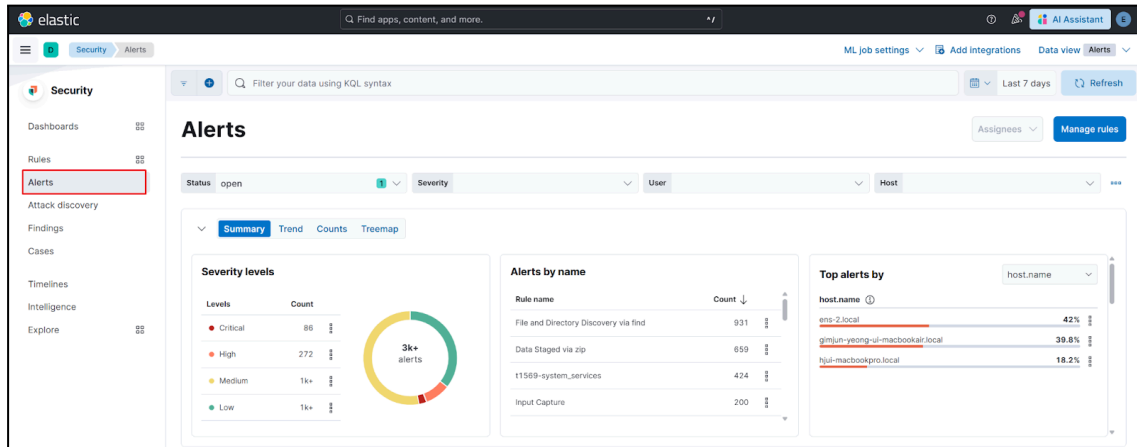 elastic
Find apps, content, and more.
^/
AI Assistant
E
D
Security
Alerts
ML job settings
Add integrations
Data view
Alerts
Security
Filter your data using KQL syntax
Last 7 days
Refresh
Dashboards
Alerts
Assignees
Manage rules
Rules
Alerts
Attack discovery
Findings
Cases
Timelines
Intelligence
Explore
Status open
1
Severity
User
Host
Summary
Trend
Counts
Treemap
Severity levels
Levels
Count
Critical
86
High
272
Medium
1k+
Low
1k+
3k+
alerts
Alerts by name
Rule name
Count
File and Directory Discovery via find
931
Data Staged via zip
659
t1569-system_services
424
Input Capture
200
Top alerts by
host.name
host.name
ens-2.local
42%
gimjun-yeong-ui-macbookair.local
39.8%
hjui-macbookpro.local
18.2%